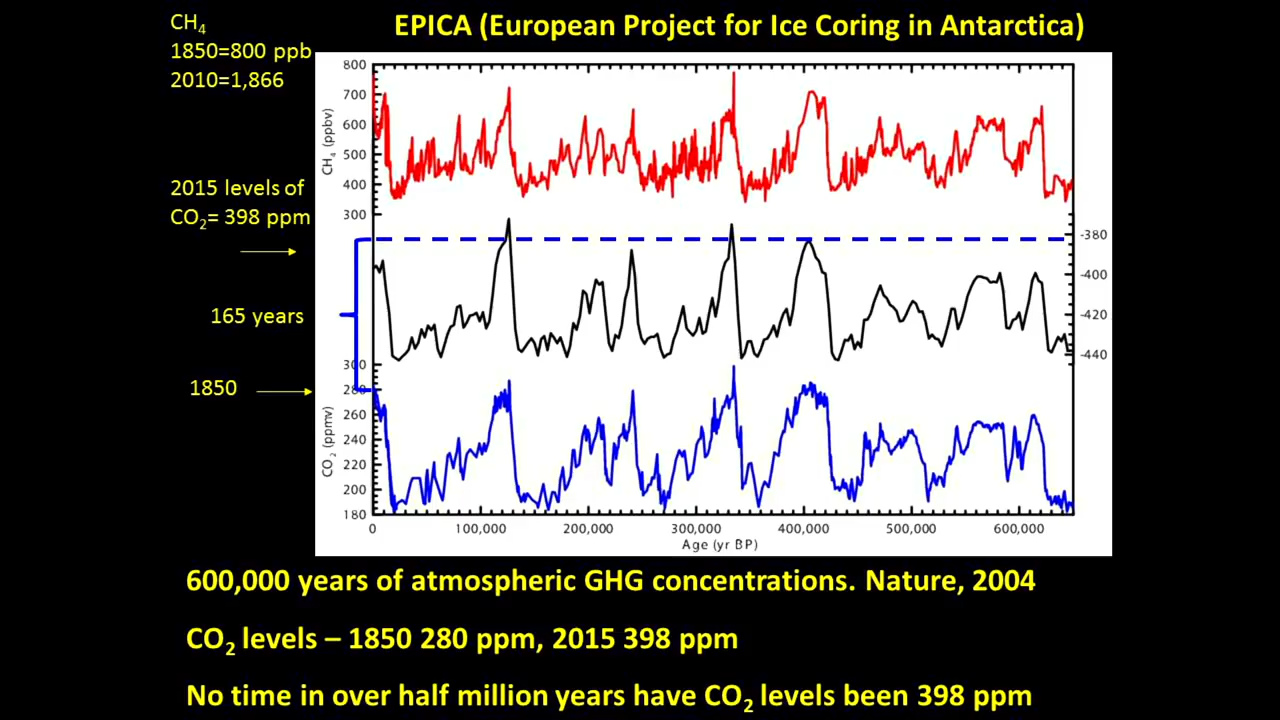 CH4
1850=800 ppb
2010=1,866
EPICA (European Project for Ice Coring in Antarctica)
800
700
600
500
400
300
CH4 (ppbv)
2015 levels of
CO2= 398 ppm
165 years
1850
-380
-400
-420
-440
300
280
260
240
220
200
180
CO2 (ppmv)
0 100,000 200,000 300,000 400,000 500,000 600,000
Age (yr BP)
600,000 years of atmospheric GHG concentrations. Nature, 2004
CO2 levels – 1850 280 ppm, 2015 398 ppm
No time in over half million years have CO2 levels been 398 ppm